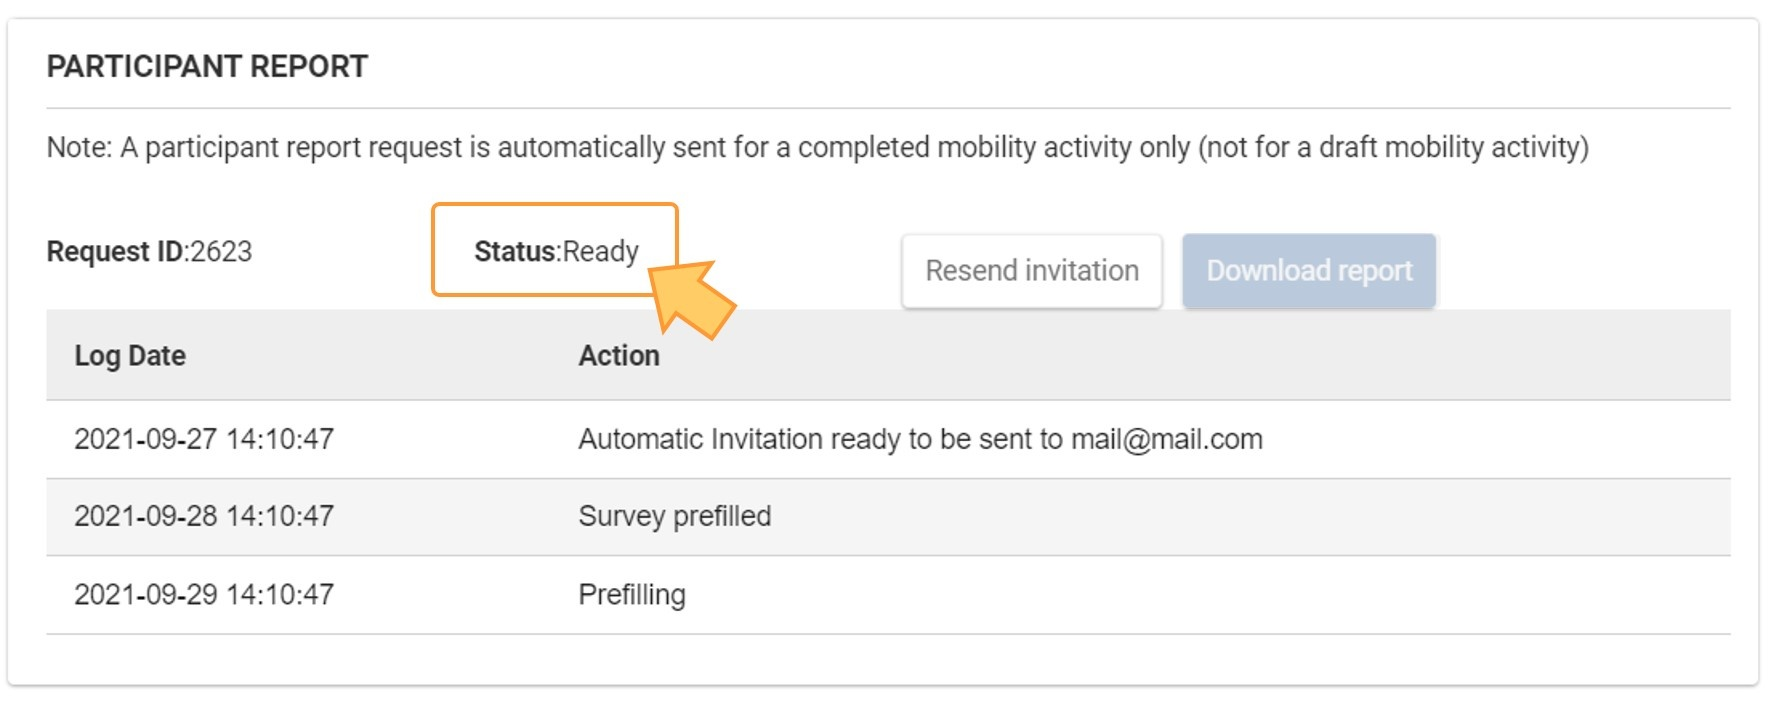 PARTICIPANT REPORT
Note: A participant report request is automatically sent for a completed mobility activity only (not for a draft mobility activity)
Request ID:2623 Status:Ready Resend invitation Download report
Log Date Action
2021-09-27 14:10:47 Automatic Invitation ready to be sent to mail@mail.com
2021-09-28 14:10:47 Survey prefilled
2021-09-29 14:10:47 Prefilling